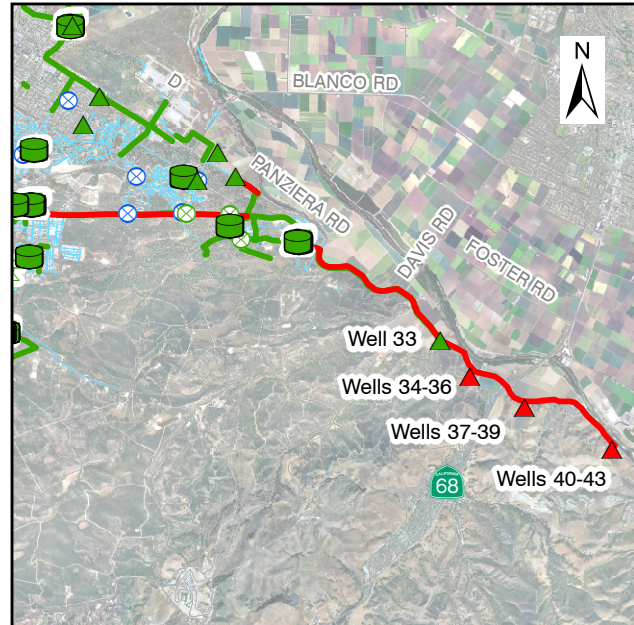 N
BLANCO RD
D
PANZIERA RD
DAVIS RD
FOSTER RD
Well 33
Wells 34-36
Wells 37-39
Wells 40-43
CALIFORNIA
68